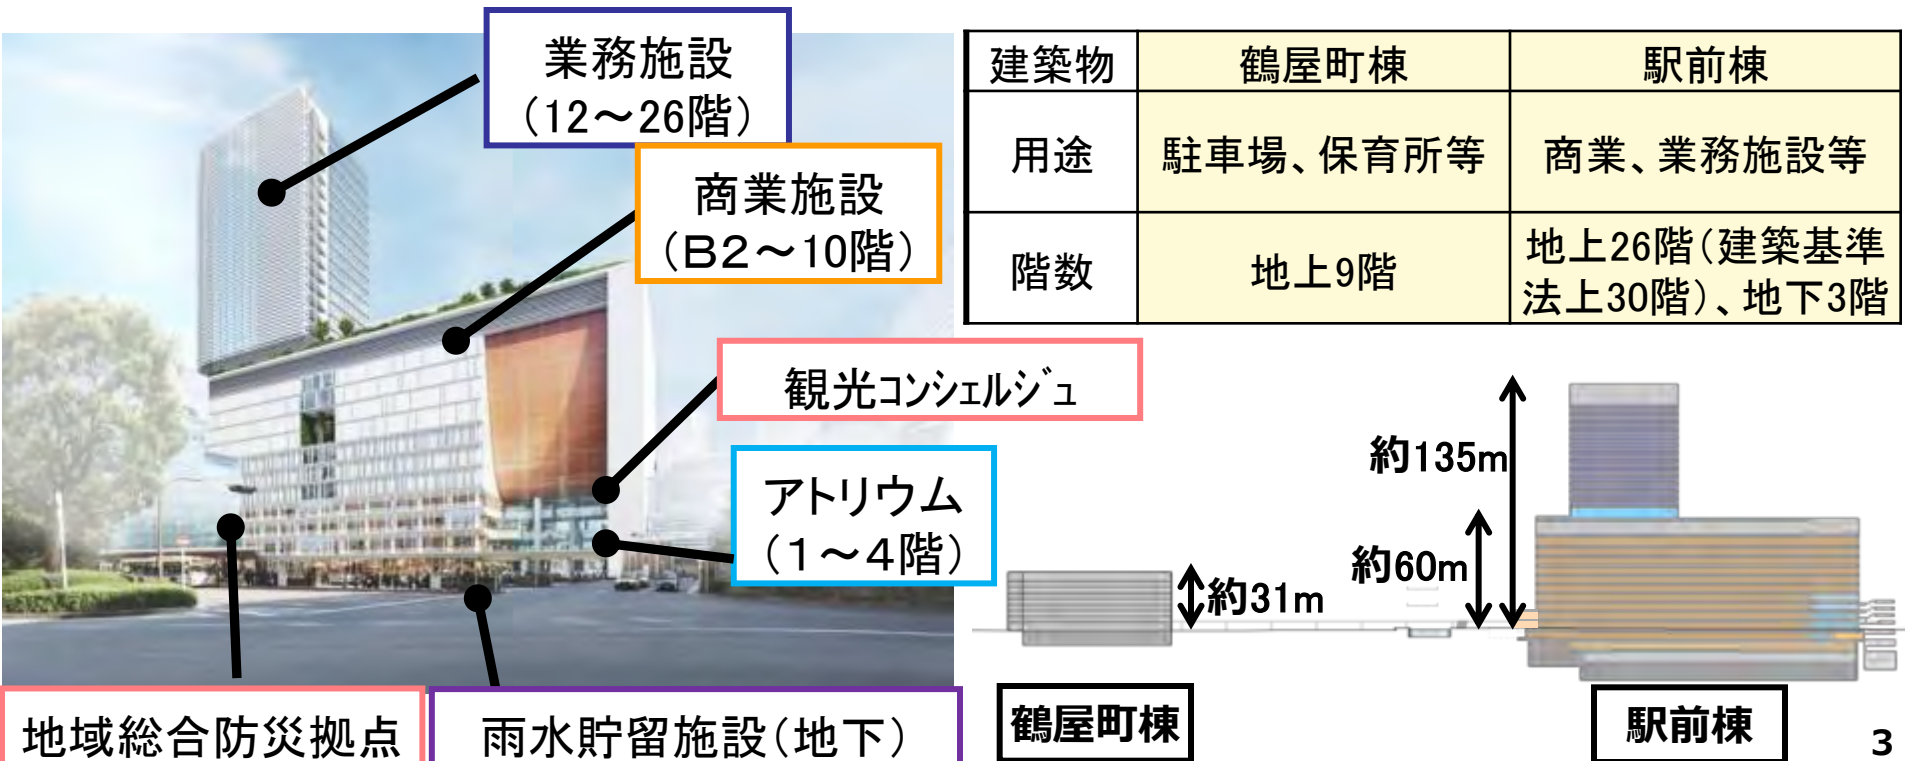 業務施設
（12～26階）
商業施設
（B2～10階）
観光ｺﾝｼｪﾙｼﾞｭ
アトリウム
（1～4階）
地域総合防災拠点
雨水貯留施設（地下）
建築物 鶴屋町棟 駅前棟
用途 駐車場、保育所等 商業、業務施設等
階数 地上9階 地上26階（建築基準
法上30階）、地下3階
約135m
約60m
約31m
鶴屋町棟
駅前棟
3